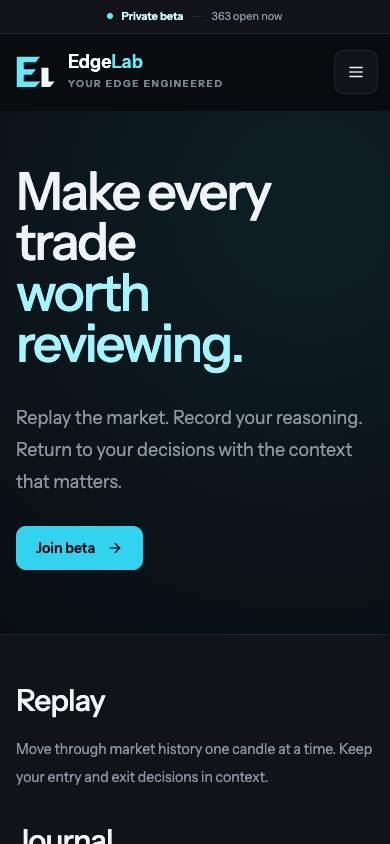 Private beta — 363 open now
EL
EdgeLab
YOUR EDGE ENGINEERED
Make every
trade
worth
reviewing.
Replay the market. Record your reasoning.
Return to your decisions with the context
that matters.
Join beta →
Replay
Move through market history one candle at a time. Keep
your entry and exit decisions in context.
Journal